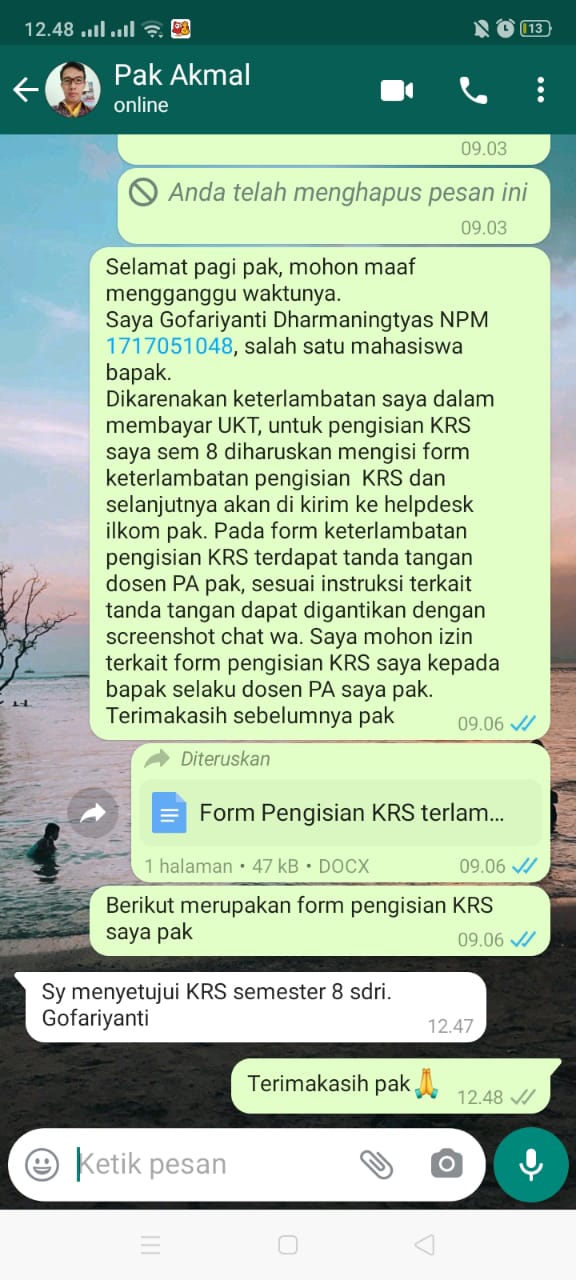 12.48
13
Pak Akmal
online
09.03
Anda telah menghapus pesan ini
09.03
Selamat pagi pak, mohon maaf
mengganggu waktunya.
Saya Gofariyanti Dharmaningtyas NPM
1717051048, salah satu mahasiswa
bapak.
Dikarenakan keterlambatan saya dalam
membayar UKT, untuk pengisian KRS
saya sem 8 diharuskan mengisi form
keterlambatan pengisian  KRS dan
selanjutnya akan di kirim ke helpdesk
ilkom pak. Pada form keterlambatan
pengisian KRS terdapat tanda tangan
dosen PA pak, sesuai instruksi terkait
tanda tangan dapat digantikan dengan
screenshot chat wa. Saya mohon izin
terkait form pengisian KRS saya kepada
bapak selaku dosen PA saya pak.
Terimakasih sebelumnya pak
09.06
Diteruskan
Form Pengisian KRS terlam...
1 halaman • 47 kB • DOCX
09.06
Berikut merupakan form pengisian KRS
saya pak
09.06
Sy menyetujui KRS semester 8 sdri.
Gofariyanti
12.47
Terimakasih pak🙏
12.48
Ketik pesan